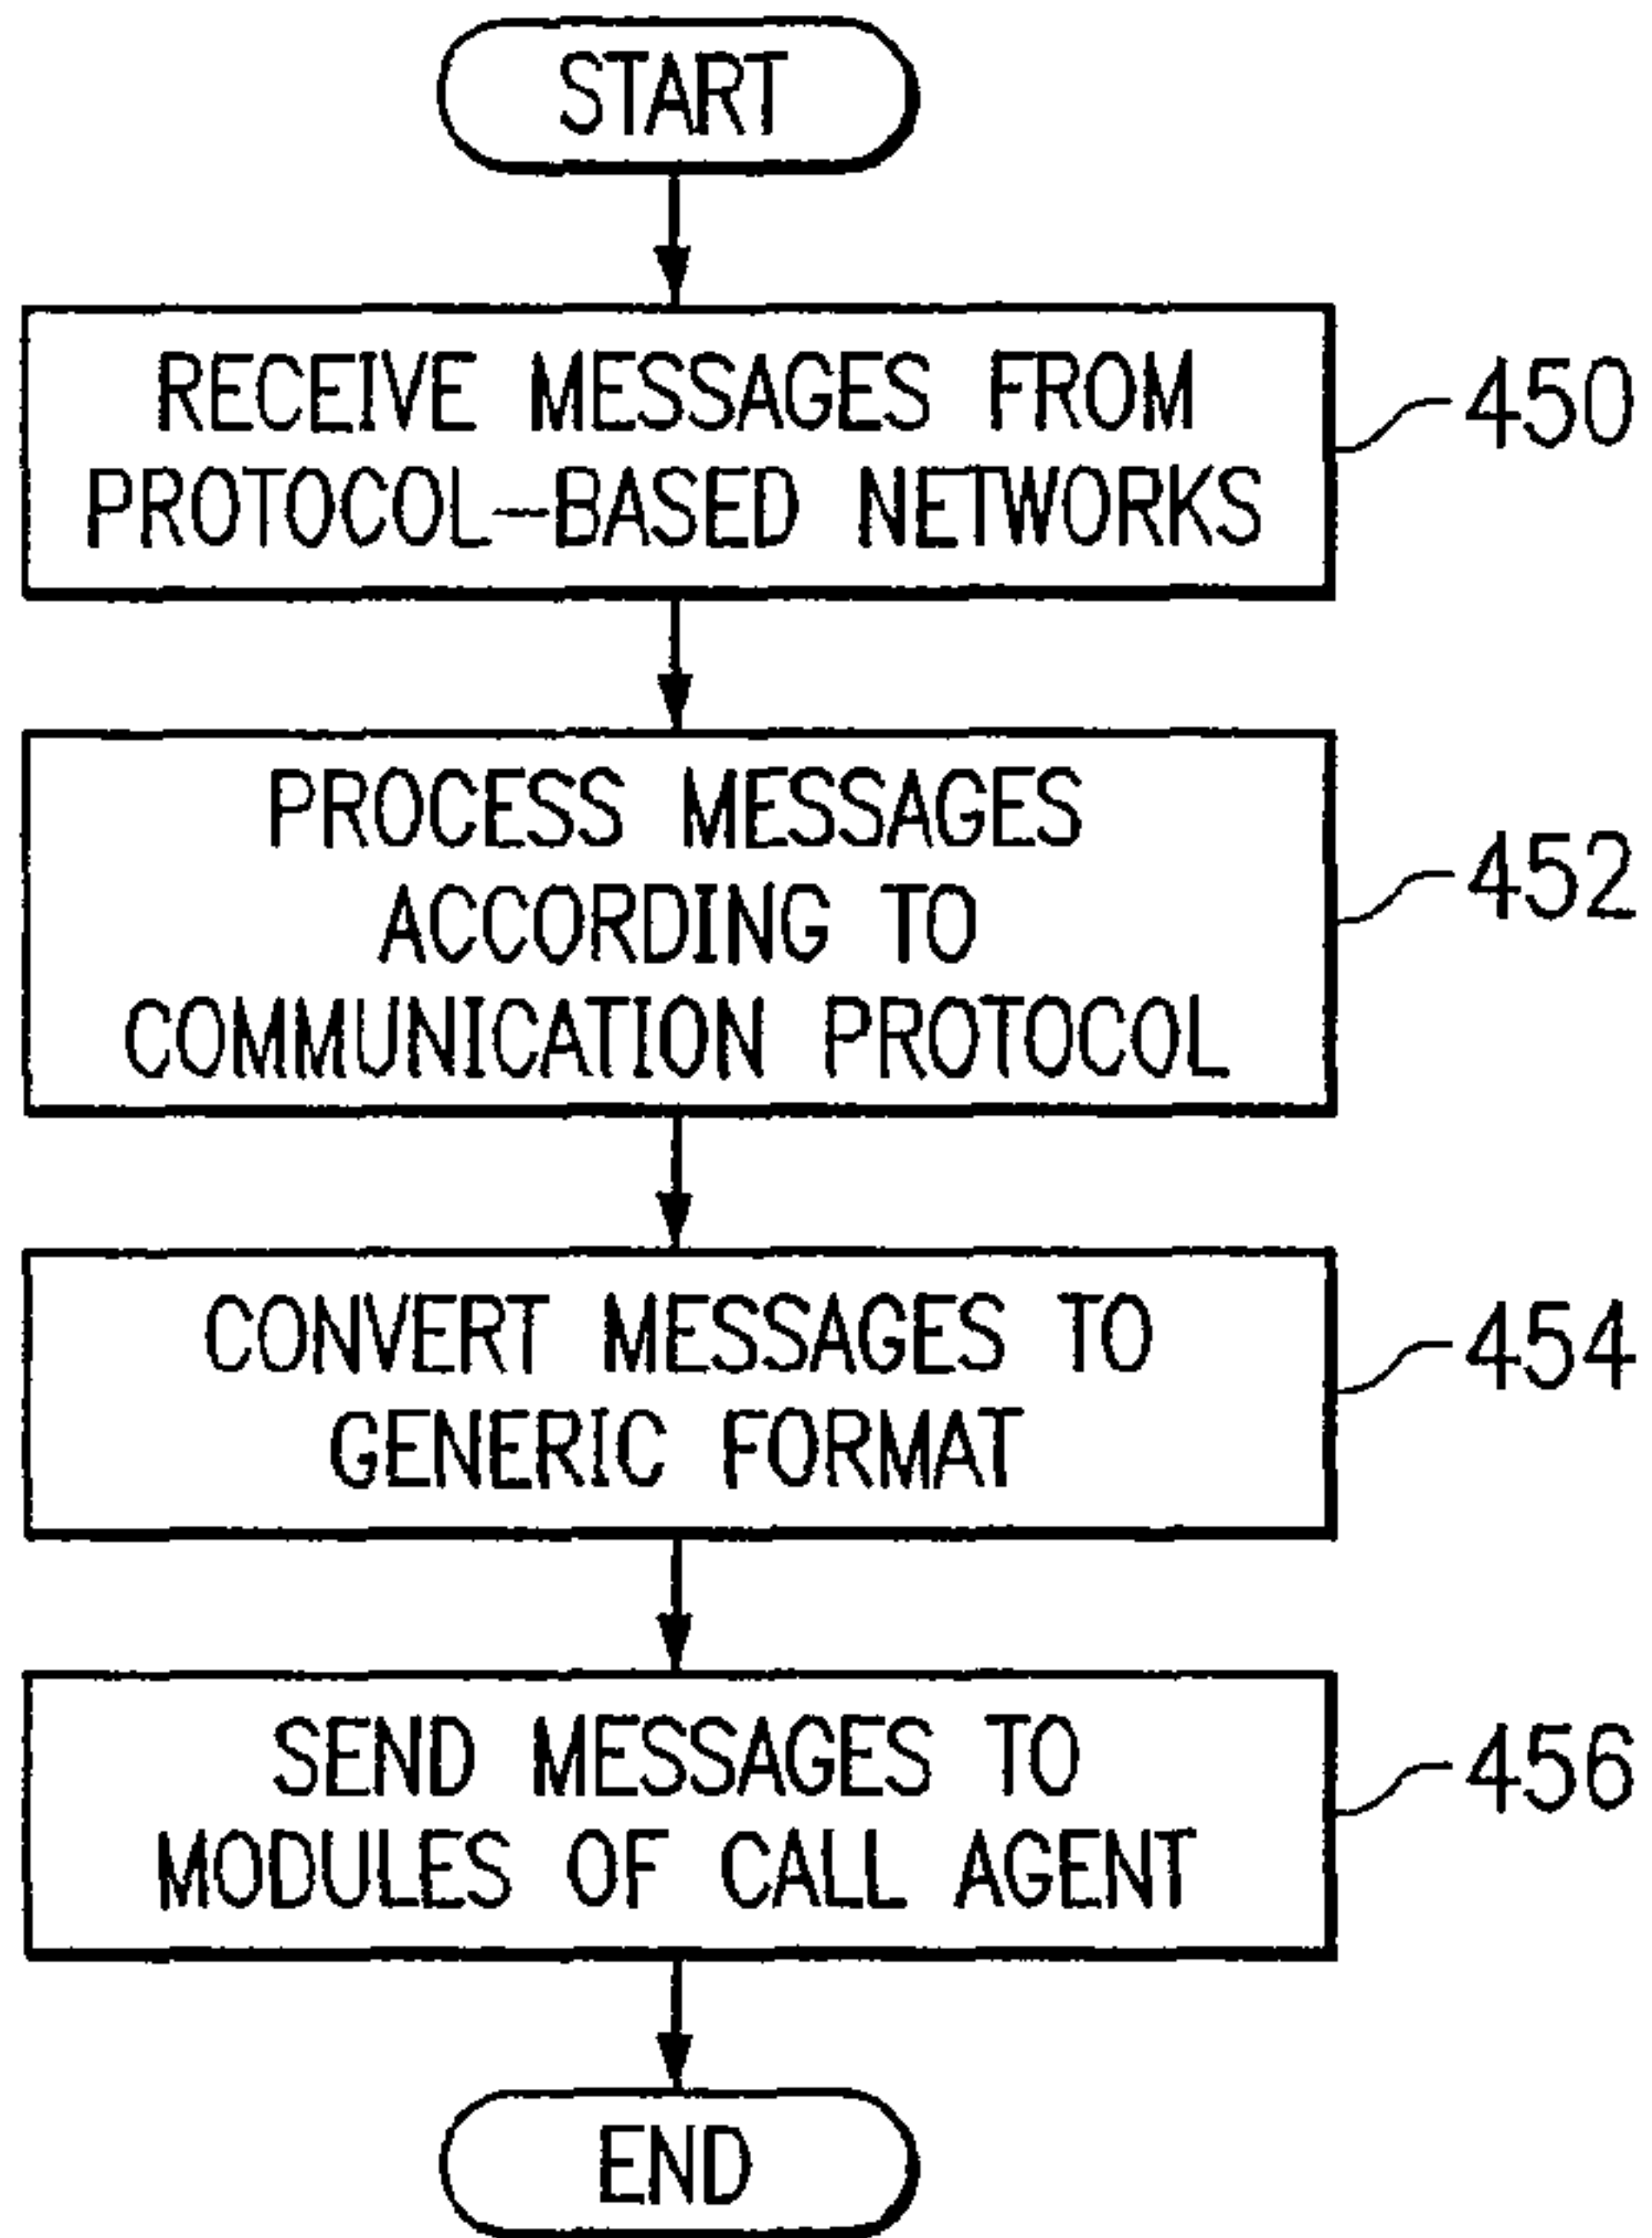 START
RECEIVE MESSAGES FROM
PROTOCOL-BASED NETWORKS
450
PROCESS MESSAGES
ACCORDING TO
COMMUNICATION PROTOCOL
452
CONVERT MESSAGES TO
GENERIC FORMAT
454
SEND MESSAGES TO
MODULES OF CALL AGENT
456
END